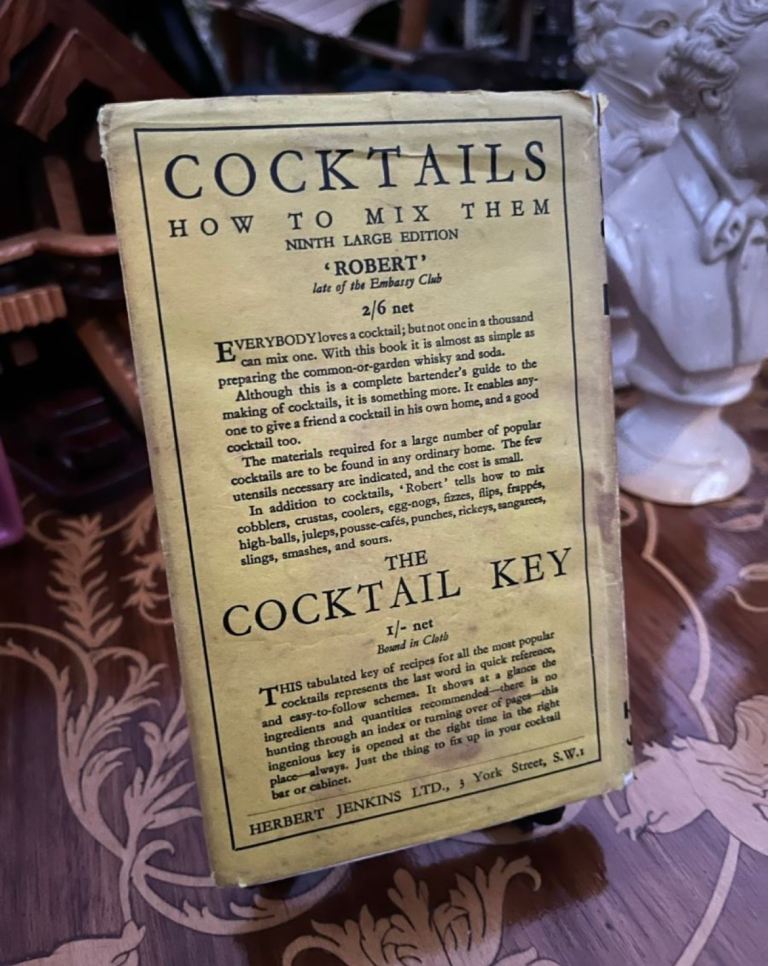 COCKTAILS
HOW TO MIX THEM
NINTH LARGE EDITION
‘ROBERT’
late of the Embassy Club
2/6 net
EVERYBODY loves a cocktail; but not one in a thousand
can mix one. With this book it is almost as simple as
preparing the common-or-garden whisky and soda.
Although this is a complete bartender's guide to the
making of cocktails, it is something more. It enables any-
one to give a friend a cocktail in his own home, and a good
cocktail too.
The materials required for a large number of popular
cocktails are to be found in any ordinary home. The few
utensils necessary are indicated, and the cost is small.
In addition to cocktails, ‘Robert’ tells how to mix
cobblers, crustas, coolers, egg-nogs, fizzes, flips, frappés,
high-balls, juleps, pousse-cafés, punches, rickeys, sangarees,
slings, smashes, and sours.
THE
COCKTAIL KEY
1/- net
Bound in Cloth
THIS tabulated key of recipes for all the most popular
cocktails represents the last word in quick reference,
and easy-to-follow schemes. It shows at a glance the
ingredients and quantities recommended—there is no
hunting through an index or turning over of pages—this
ingenious key is opened at the right time in the right
place—always. Just the thing to fix up in your cocktail
bar or cabinet.
HERBERT JENKINS LTD., 3 York Street, S.W.1